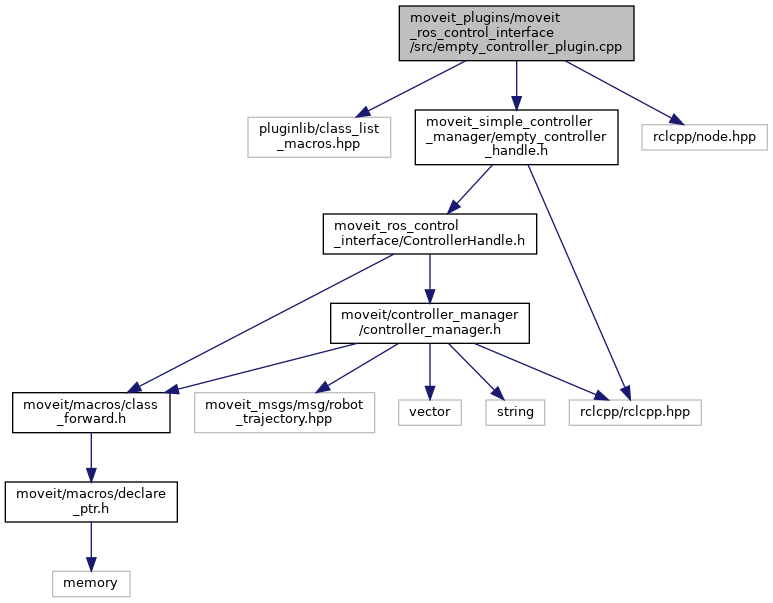 moveit_plugins/moveit
_ros_control_interface
/src/empty_controller_plugin.cpp
pluginlib/class_list
_macros.hpp
moveit_simple_controller
_manager/empty_controller
_handle.h
rclcpp/node.hpp
moveit_ros_control
_interface/ControllerHandle.h
moveit/controller_manager
/controller_manager.h
moveit/macros/class
_forward.h
moveit_msgs/msg/robot
_trajectory.hpp
vector
string
rclcpp/rclcpp.hpp
moveit/macros/declare
_ptr.h
memory